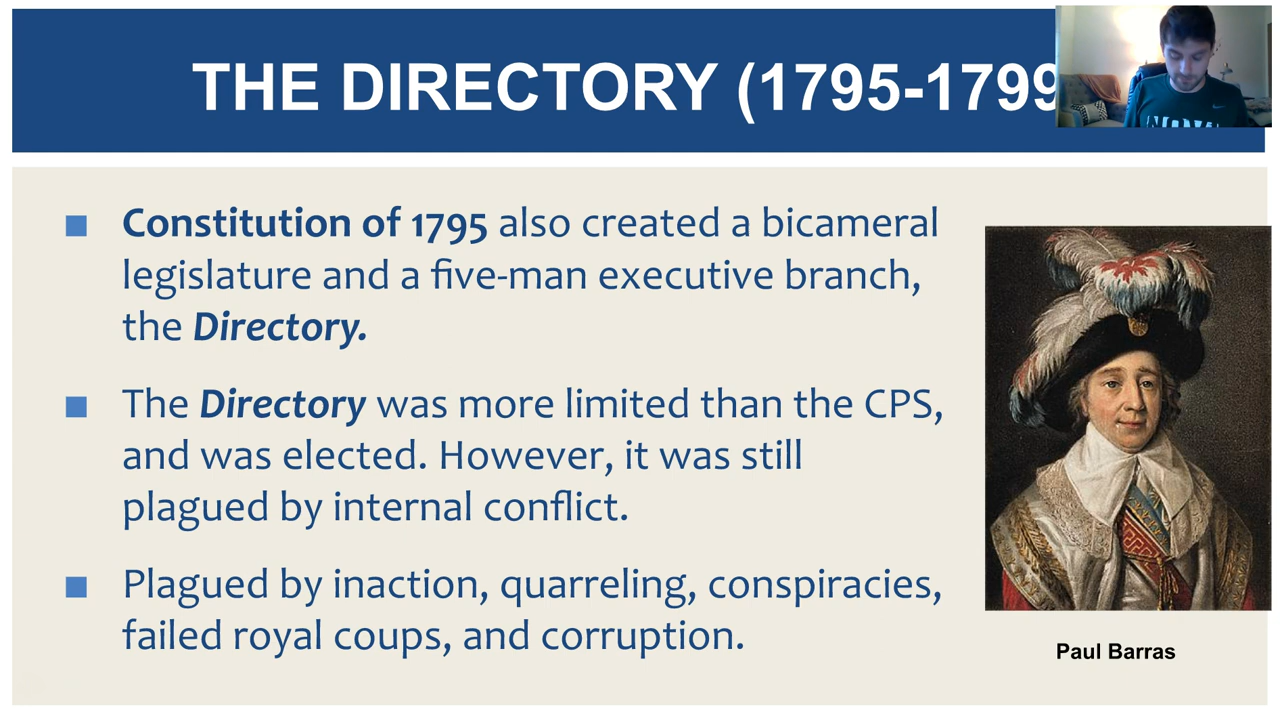 THE DIRECTORY (1795-1799
■ Constitution of 1795 also created a bicameral
legislature and a five-man executive branch,
the Directory.
■ The Directory was more limited than the CPS,
and was elected. However, it was still
plagued by internal conflict.
■ Plagued by inaction, quarreling, conspiracies,
failed royal coups, and corruption.
Paul Barras